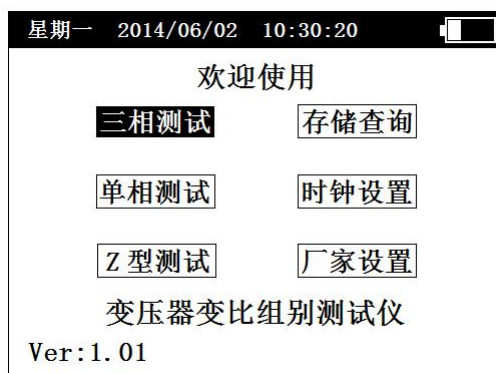 星期一 2014/06/02 10:30:20
欢迎使用
三相测试 存储查询
单相测试 时钟设置
Z型测试 厂家设置
变压器变比组别测试仪
Ver:1.01